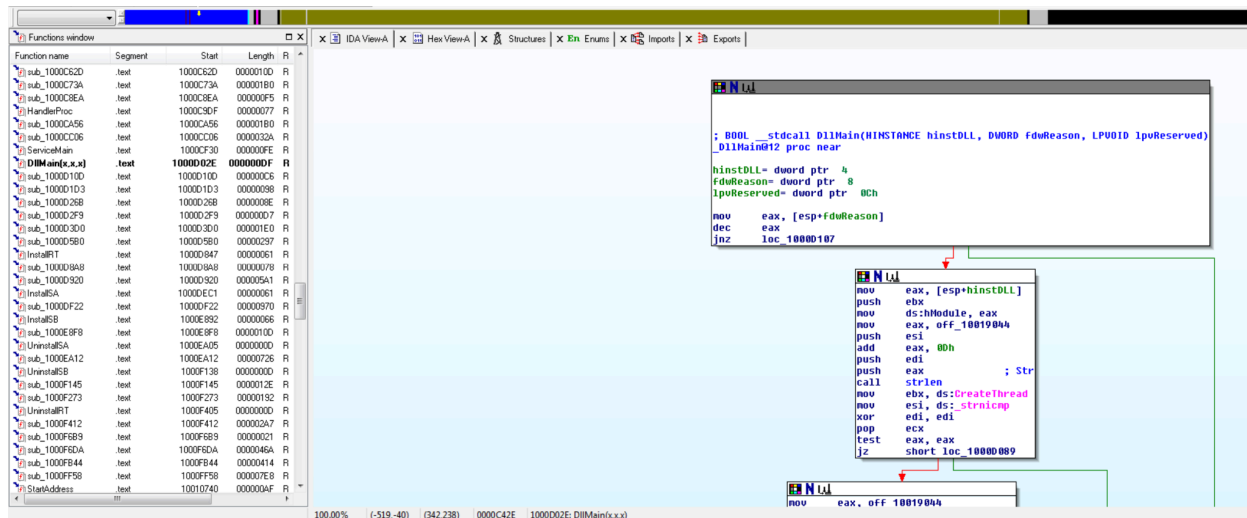 Functions window
IDA View-A Hex View-A Structures En Enums Imports Exports
Function name Segment Start Length R
sub_1000C62D .text 1000C62D 0000010D R
sub_1000C73A .text 1000C73A 000001B0 R
sub_1000C8EA .text 1000C8EA 000000F5 R
HandlerProc .text 1000C9DF 00000077 R
sub_1000CA56 .text 1000CA56 000001B0 R
sub_1000CC06 .text 1000CC06 0000032A R
ServiceMain .text 1000CF30 000000FE R
DllMain(x,x,x) .text 1000D02E 000000DF R
sub_1000D10D .text 1000D10D 000000C6 R
sub_1000D1D3 .text 1000D1D3 00000098 R
sub_1000D26B .text 1000D26B 0000008E R
sub_1000D2F9 .text 1000D2F9 000000D7 R
sub_1000D3D0 .text 1000D3D0 000001E0 R
sub_1000D5B0 .text 1000D5B0 00000297 R
InstallRT .text 1000D847 00000061 R
sub_1000D8A8 .text 1000D8A8 00000078 R
sub_1000D920 .text 1000D920 000005A1 R
InstallSA .text 1000DEC1 00000061 R
sub_1000DF22 .text 1000DF22 00000970 R
InstallSB .text 1000E892 00000066 R
sub_1000E8F8 .text 1000E8F8 0000010D R
UninstallSA .text 1000EA05 0000000D R
sub_1000EA12 .text 1000EA12 00000726 R
UninstallSB .text 1000F138 0000000D R
sub_1000F145 .text 1000F145 0000012E R
sub_1000F273 .text 1000F273 00000192 R
UninstallRT .text 1000F405 0000000D R
sub_1000F412 .text 1000F412 000002A7 R
sub_1000F6B9 .text 1000F6B9 00000021 R
sub_1000F6DA .text 1000F6DA 0000046A R
sub_1000FB44 .text 1000FB44 00000414 R
sub_1000FF58 .text 1000FF58 000007E8 R
StartAddress .text 10010740 000000AF R
; BOOL __stdcall DllMain(HINSTANCE hinstDLL, DWORD fdwReason, LPVOID lpvReserved)
_DllMain@12 proc near
hinstDLL= dword ptr 4
fdwReason= dword ptr 8
lpvReserved= dword ptr 0Ch
mov eax, [esp+fdwReason]
dec eax
jnz loc_1000D107
mov eax, [esp+hinstDLL]
push ebx
mov ds:hModule, eax
mov eax, off_10019044
push esi
add eax, 0Dh
push edi
push eax ; Str
call strlen
mov ebx, ds:CreateThread
mov esi, ds:_strnicmp
xor edi, edi
pop ecx
test eax, eax
jz short loc_1000D089
mov eax, off_10019044
100.00% (-519,-40) (342,238) 0000C42E 1000D02E: DllMain(x,x,x)